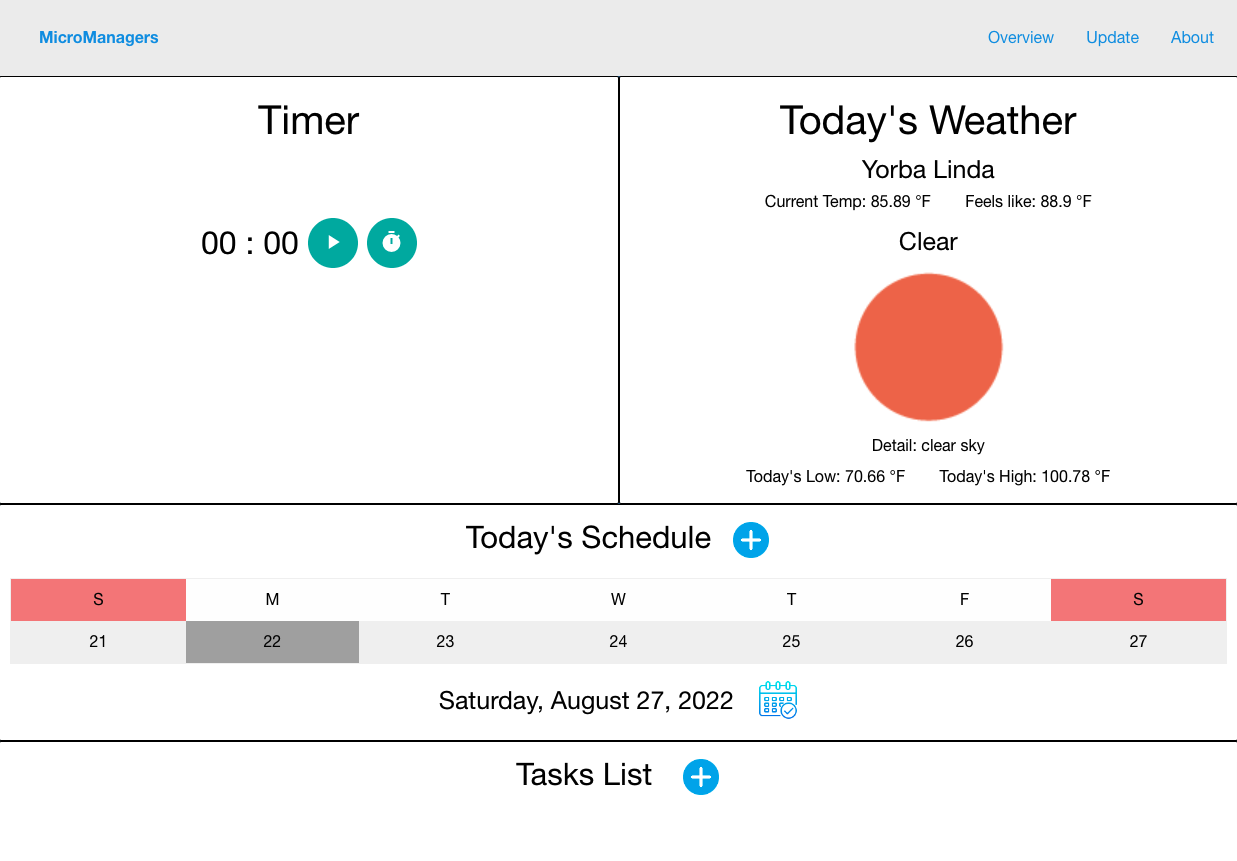 MicroManagers Overview Update About
Timer
00 : 00
Today's Weather
Yorba Linda
Current Temp: 85.89 °F Feels like: 88.9 °F
Clear
Detail: clear sky
Today's Low: 70.66 °F Today's High: 100.78 °F
Today's Schedule
S M T W T F S
21 22 23 24 25 26 27
Saturday, August 27, 2022
Tasks List